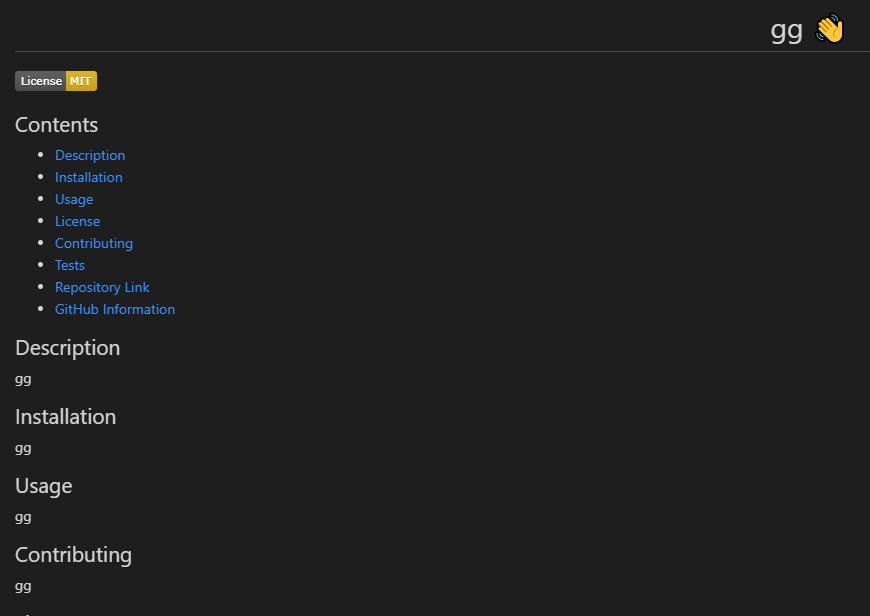 gg 👋
License MIT
Contents
Description
Installation
Usage
License
Contributing
Tests
Repository Link
GitHub Information
Description
gg
Installation
gg
Usage
gg
Contributing
gg